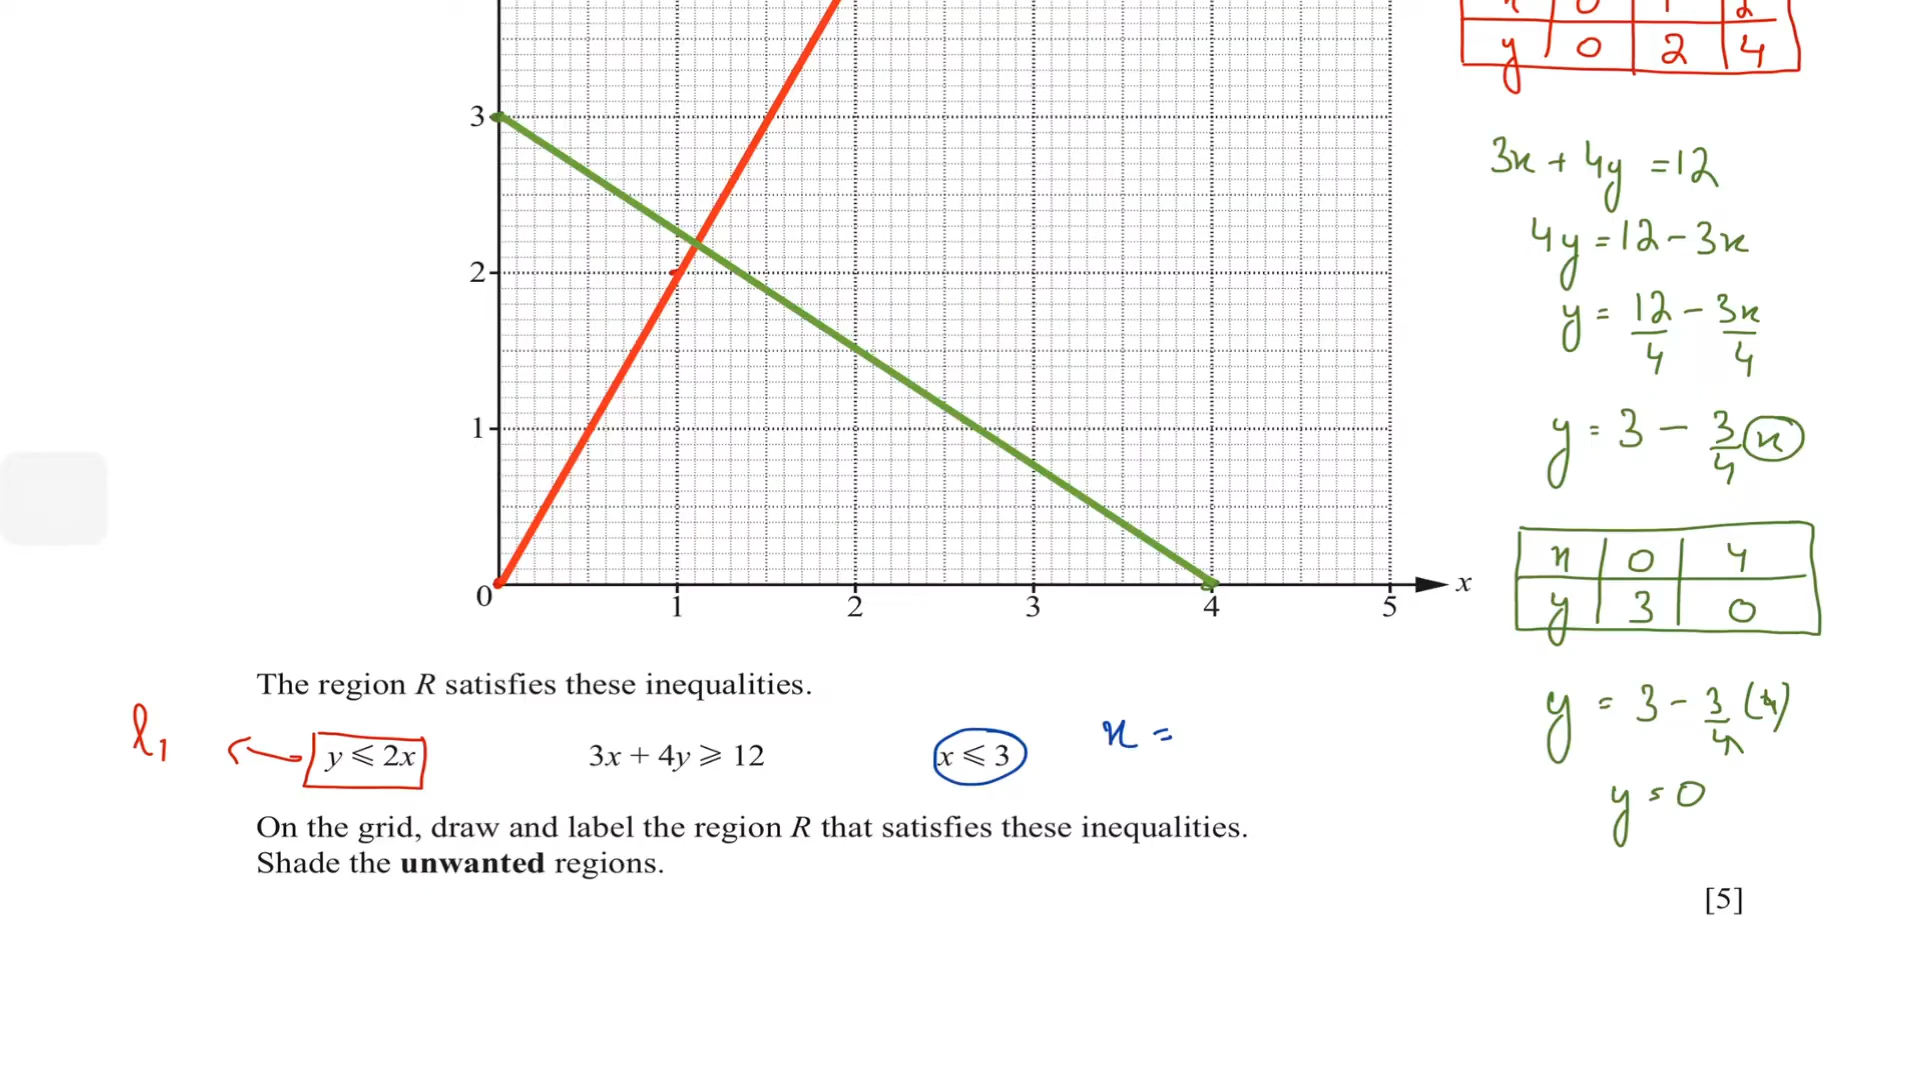 y 0 2 4
3
3x + 4y = 12
4y = 12 - 3x
2
y = 12/4 - 3x/4
1
y = 3 - 3/4 x
x 0 4
0 1 2 3 4 5 x
y 3 0
The region R satisfies these inequalities.
l₁ y ⩽ 2x 3x + 4y ⩾ 12 x ⩽ 3 x =
y = 3 - 3/4 (4)
y = 0
On the grid, draw and label the region R that satisfies these inequalities.
Shade the unwanted regions.
[5]